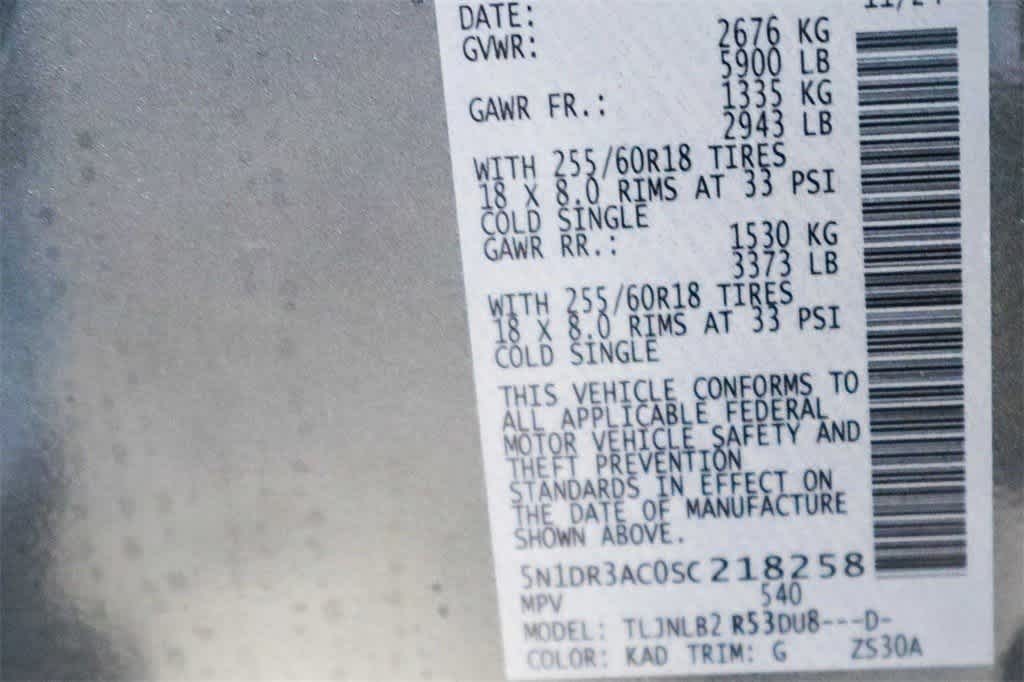 DATE: 11/24
GVWR: 2676 KG
5900 LB
GAWR FR.: 1335 KG
2943 LB
WITH 255/60R18 TIRES
18 X 8.0 RIMS AT 33 PSI
COLD SINGLE
GAWR RR.: 1530 KG
3373 LB
WITH 255/60R18 TIRES
18 X 8.0 RIMS AT 33 PSI
COLD SINGLE
THIS VEHICLE CONFORMS TO
ALL APPLICABLE FEDERAL
MOTOR VEHICLE SAFETY AND
THEFT PREVENTION
STANDARDS IN EFFECT ON
THE DATE OF MANUFACTURE
SHOWN ABOVE.
5N1DR3AC0SC218258
MPV 540
MODEL: TLJNLB2 R53DU8---D-
COLOR: KAD TRIM: G ZS30A